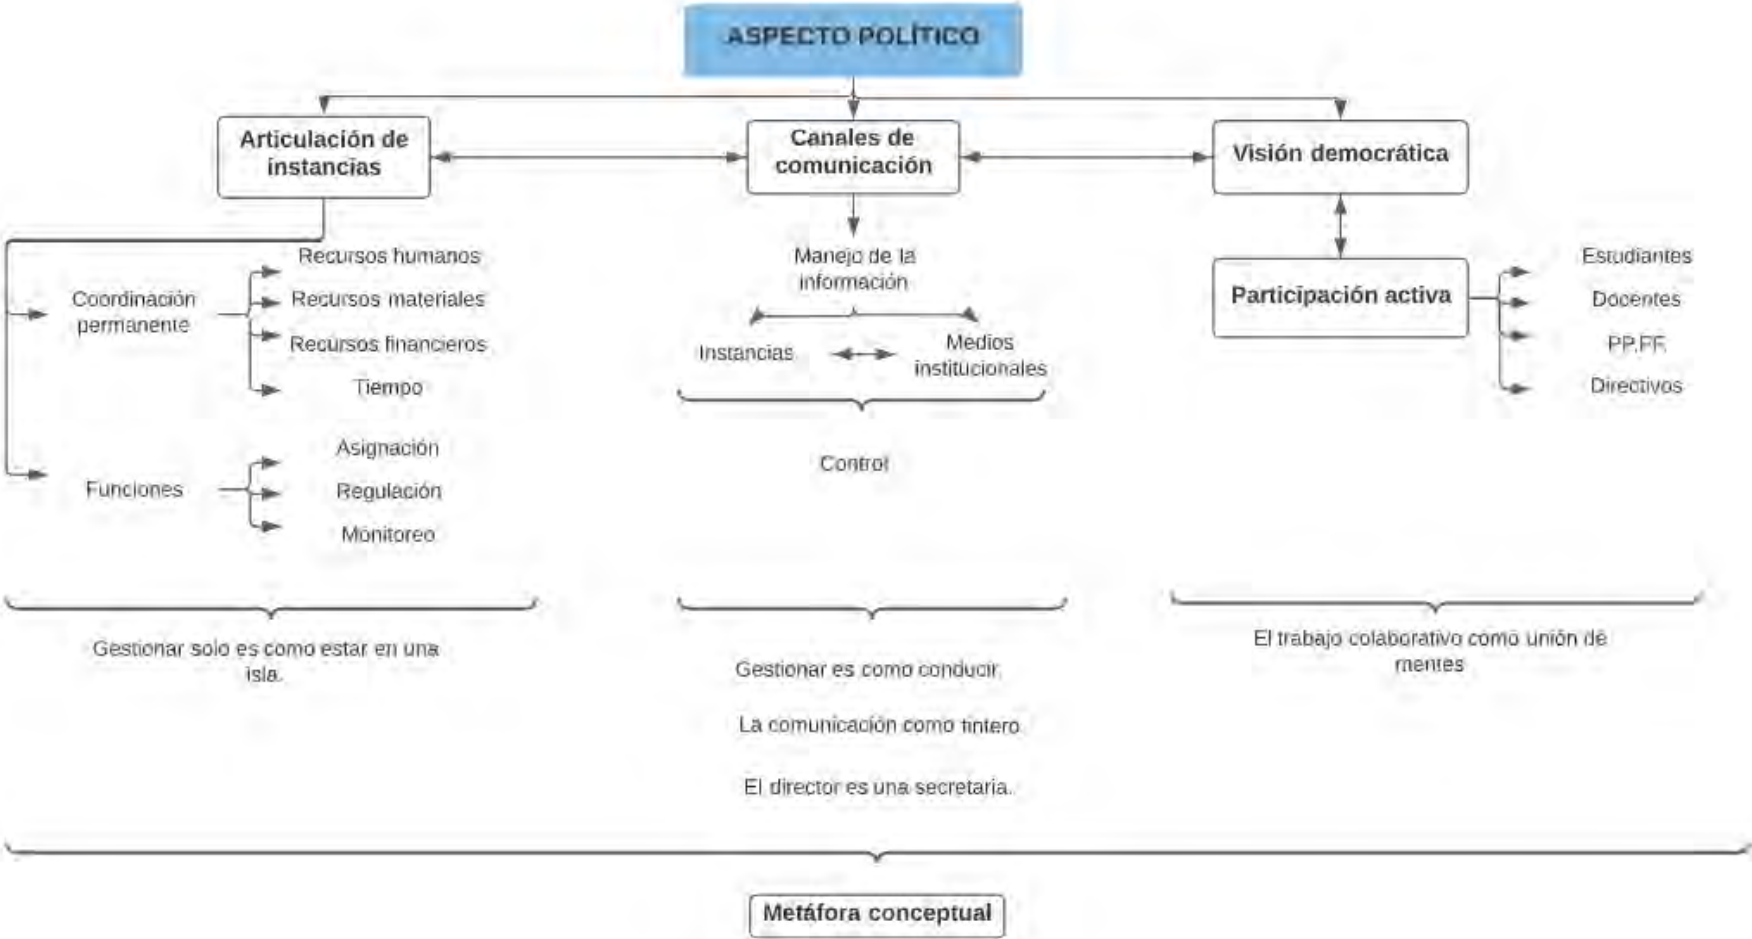 ASPECTO POLÍTICO
Articulación de
instancias
Canales de
comunicación
Visión democrática
Coordinación
permanente
Recursos humanos
Recursos materiales
Recursos financieros
Tiempo
Funciones
Asignación
Regulación
Monitoreo
Manejo de la
información
Instancias
Medios
institucionales
Control
Participación activa
Estudiantes
Docentes
PP.FF.
Directivos
Gestionar solo es como estar en una
isla.
Gestionar es como conducir.
La comunicación como tintero
El director es una secretaria.
El trabajo colaborativo como unión de
mentes
Metáfora conceptual